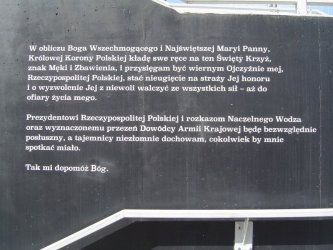 W obliczu Boga Wszechmogącego i Najświętszej Maryi Panny,
Królowej Korony Polskiej kładę swe ręce na ten Święty Krzyż,
znak Męki i Zbawienia, i przysięgam być wiernym Ojczyźnie mej,
Rzeczypospolitej Polskiej, stać nieugięcie na straży Jej honoru
i o wyzwolenie Jej z niewoli walczyć ze wszystkich sił – aż do
ofiary życia mego.
Prezydentowi Rzeczypospolitej Polskiej i rozkazom Naczelnego Wodza
oraz wyznaczonemu przezeń Dowódcy Armii Krajowej będę bezwzględnie
posłuszny, a tajemnicy niezłomnie dochowam, cokolwiek by mnie
spotkać miało.
Tak mi dopomóż Bóg.